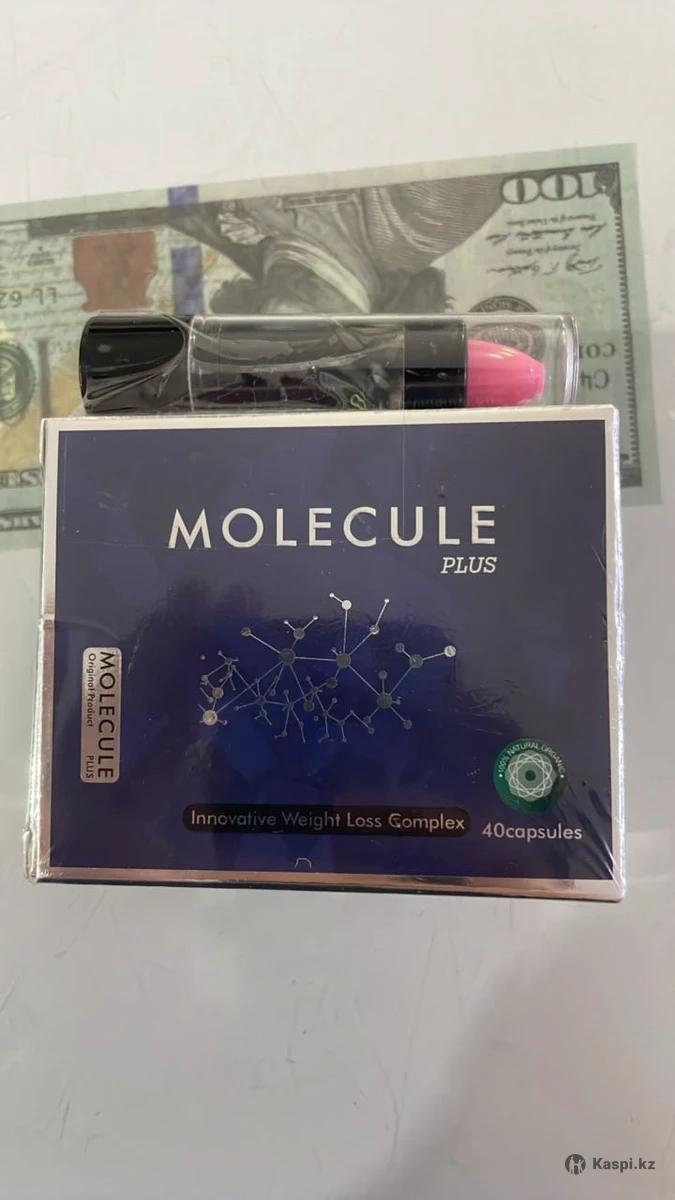 100
MOLECULE
PLUS
MOLECULE
PLUS
Original Product
100% NATURAL ORGANIC
Innovative Weight Loss Complex
40capsules
Kaspi.kz